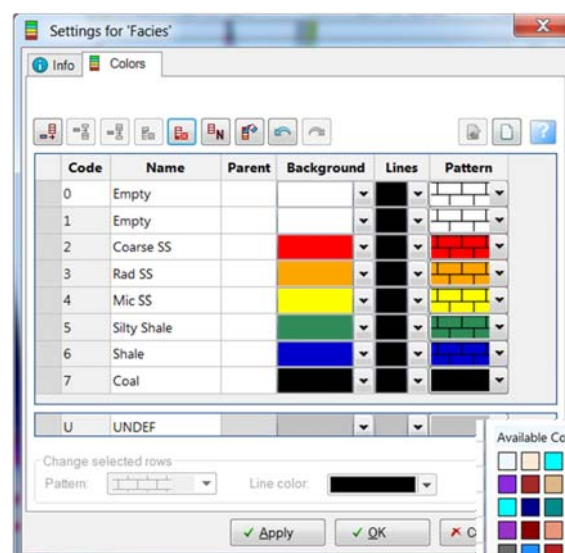 Settings for 'Facies'
X
Info Colors
N ?
Code Name Parent Background Lines Pattern
0 Empty
1 Empty
2 Coarse SS
3 Rad SS
4 Mic SS
5 Silty Shale
6 Shale
7 Coal
U UNDEF
Available Co
Change selected rows
Pattern: Line color:
Apply OK C